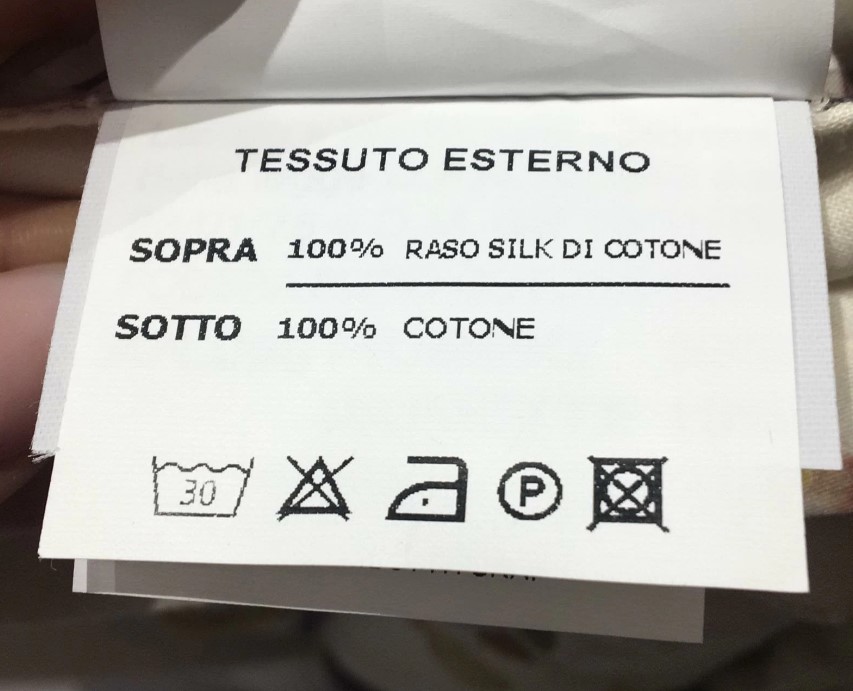 TESSUTO ESTERNO
SOPRA 100% RASO SILK DI COTONE
SOTTO 100% COTONE
30 P